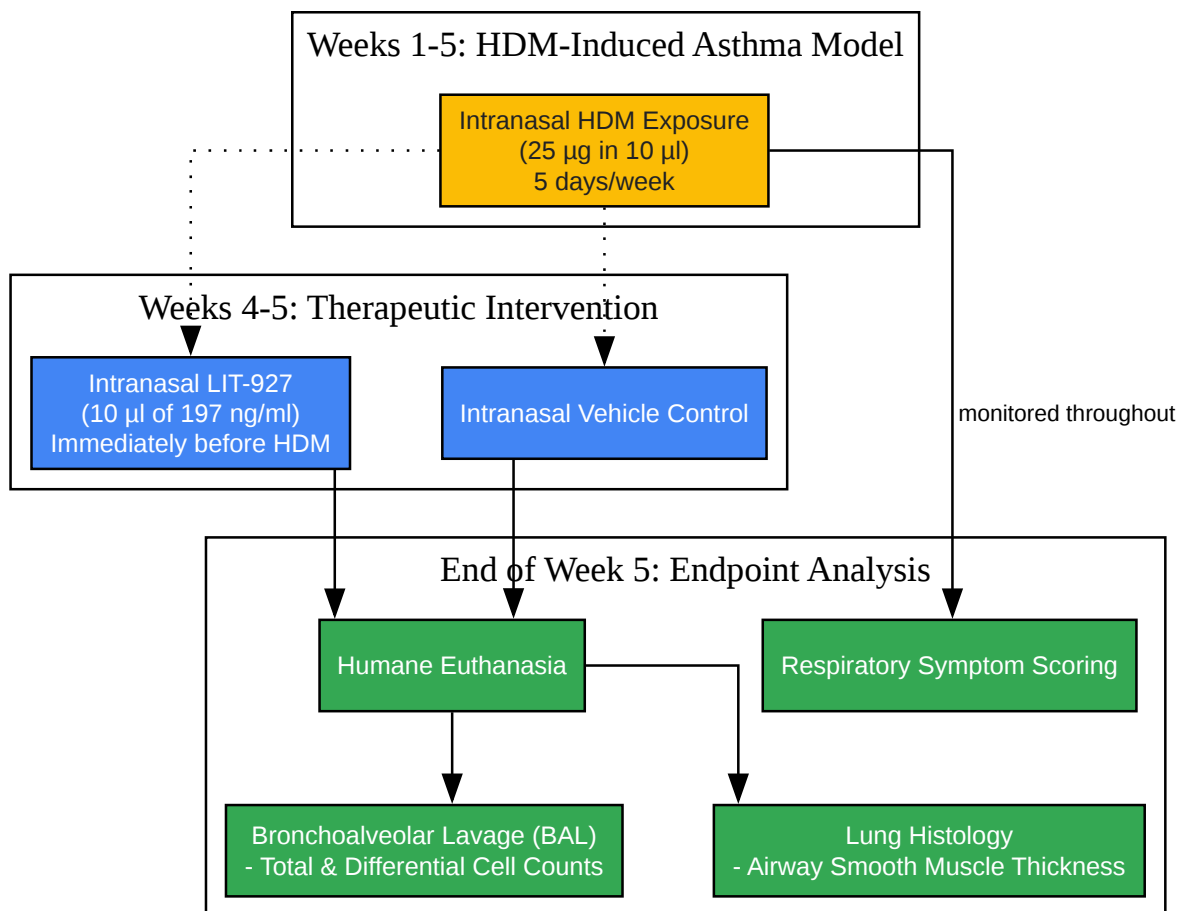 Weeks 1-5: HDM-Induced Asthma Model
Intranasal HDM Exposure
(25 µg in 10 µl)
5 days/week
Weeks 4-5: Therapeutic Intervention
Intranasal LIT-927
(10 µl of 197 ng/ml)
Immediately before HDM
Intranasal Vehicle Control
monitored throughout
End of Week 5: Endpoint Analysis
Humane Euthanasia
Respiratory Symptom Scoring
Bronchoalveolar Lavage (BAL)
- Total & Differential Cell Counts
Lung Histology
- Airway Smooth Muscle Thickness